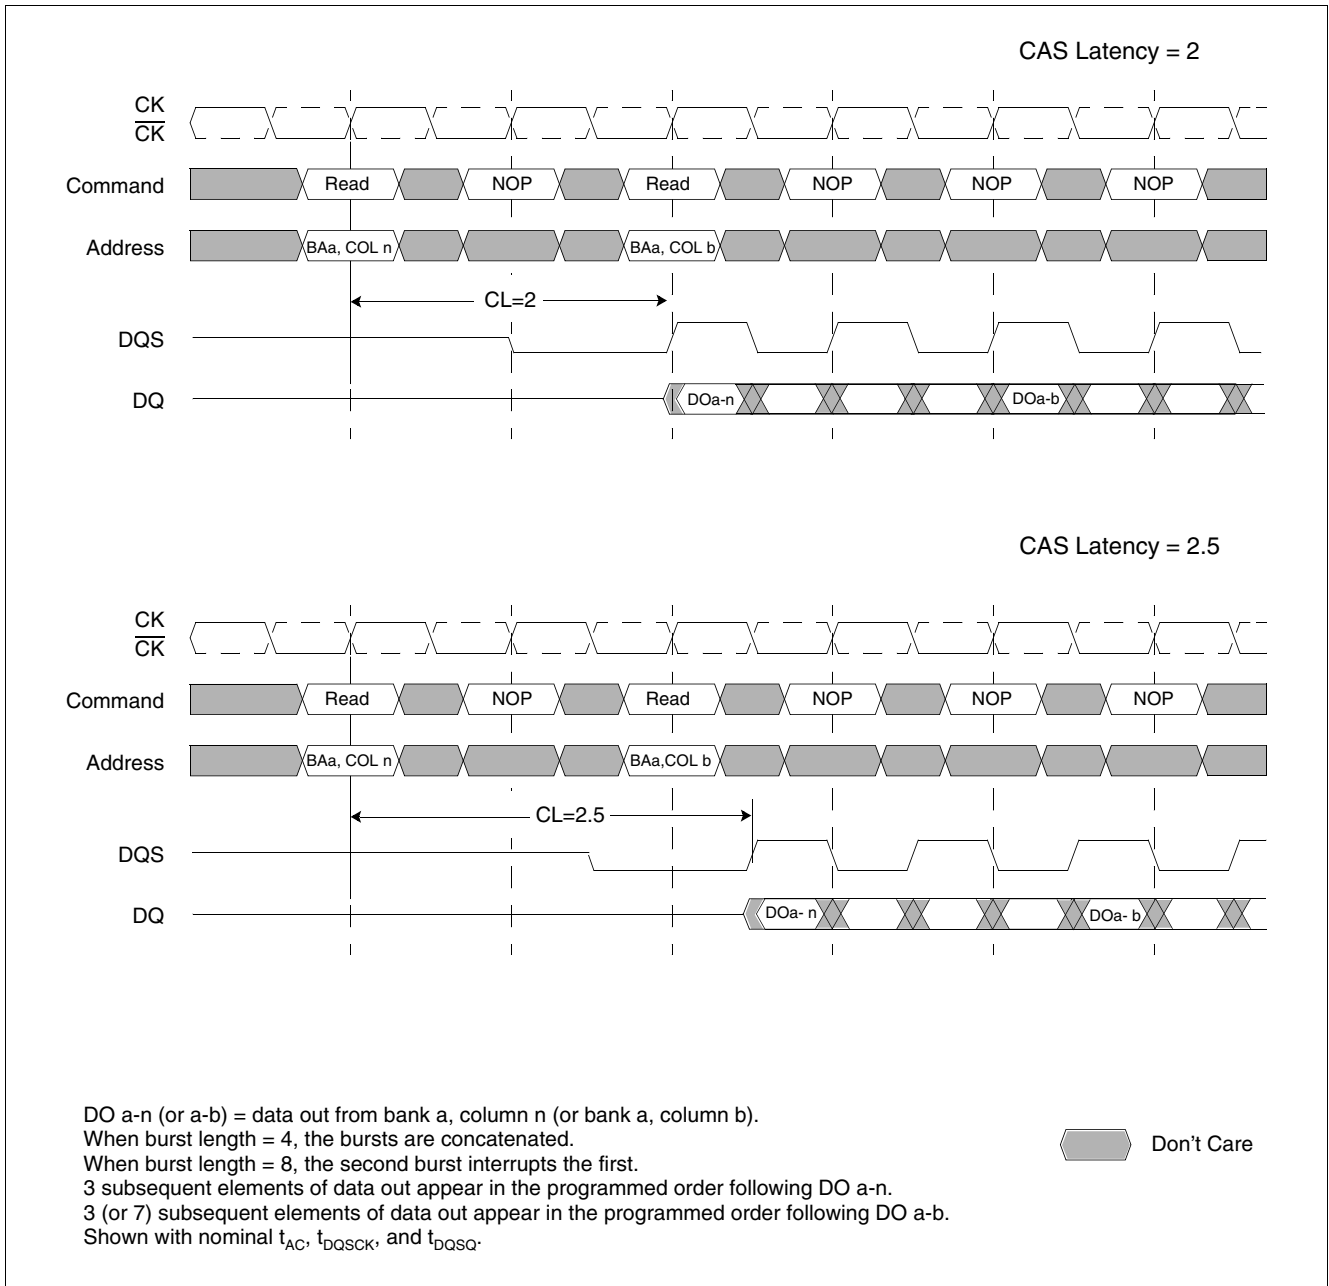 CAS Latency = 2
CK
CK
Command Read NOP Read NOP NOP NOP
Address BAa, COL n BAa, COL b
CL=2
DQS
DQ DOa-n DOa-b
CAS Latency = 2.5
CK
CK
Command Read NOP Read NOP NOP NOP
Address BAa, COL n BAa,COL b
CL=2.5
DQS
DQ DOa- n DOa- b
DO a-n (or a-b) = data out from bank a, column n (or bank a, column b).
When burst length = 4, the bursts are concatenated.
When burst length = 8, the second burst interrupts the first.
3 subsequent elements of data out appear in the programmed order following DO a-n.
3 (or 7) subsequent elements of data out appear in the programmed order following DO a-b.
Shown with nominal tAC, tDQSCK, and tDQSQ.
Don't Care